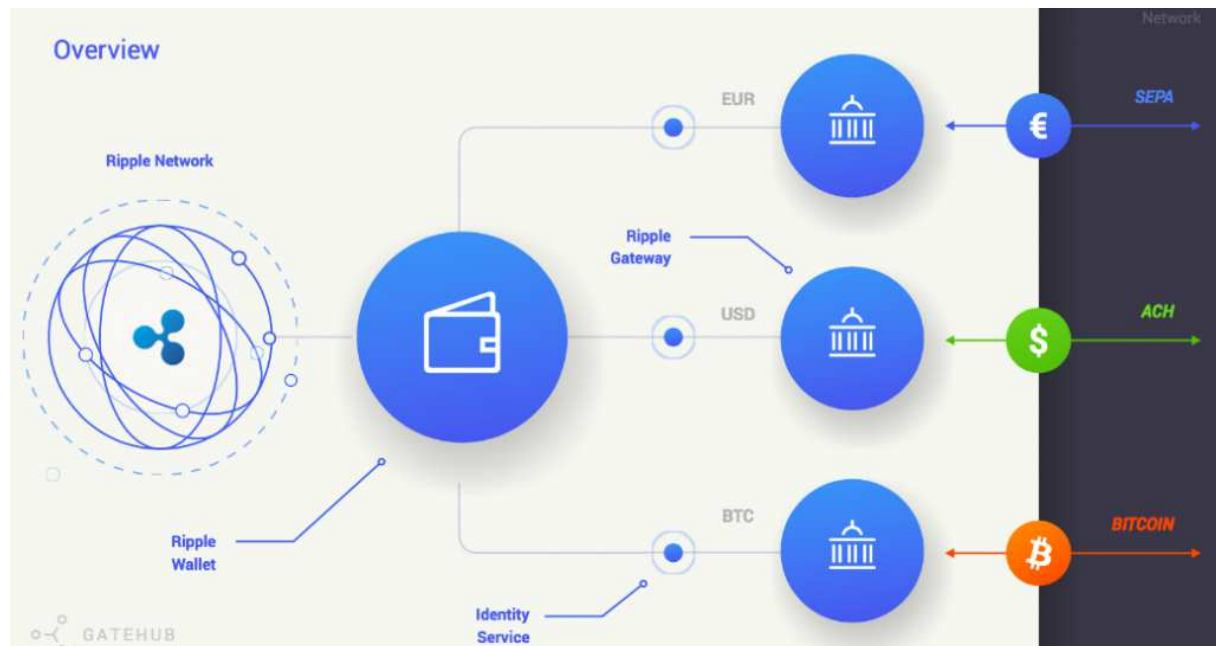 Network
Overview
SEPA
EUR
€
Ripple Network
Ripple
Gateway
ACH
USD
$
BTC
BITCOIN
₿
Ripple
Wallet
Identity
Service
GATEHUB